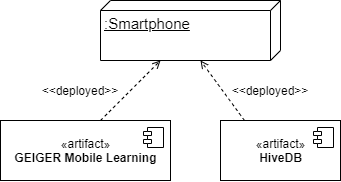 :Smartphone
<<deployed>>
<<deployed>>
«artifact»
GEIGER Mobile Learning
«artifact»
HiveDB